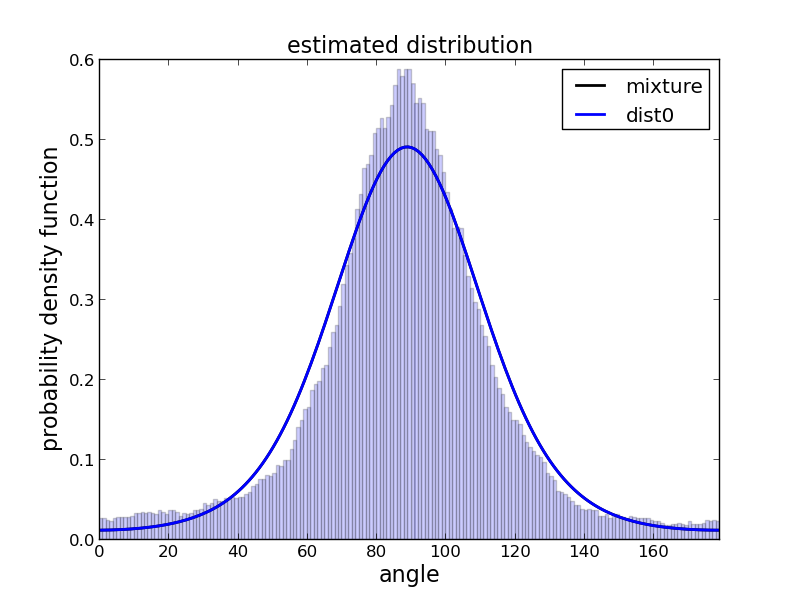 estimated distribution
mixture
dist0
probability density function
0.6
0.5
0.4
0.3
0.2
0.1
0.0
0 20 40 60 80 100 120 140 160
angle